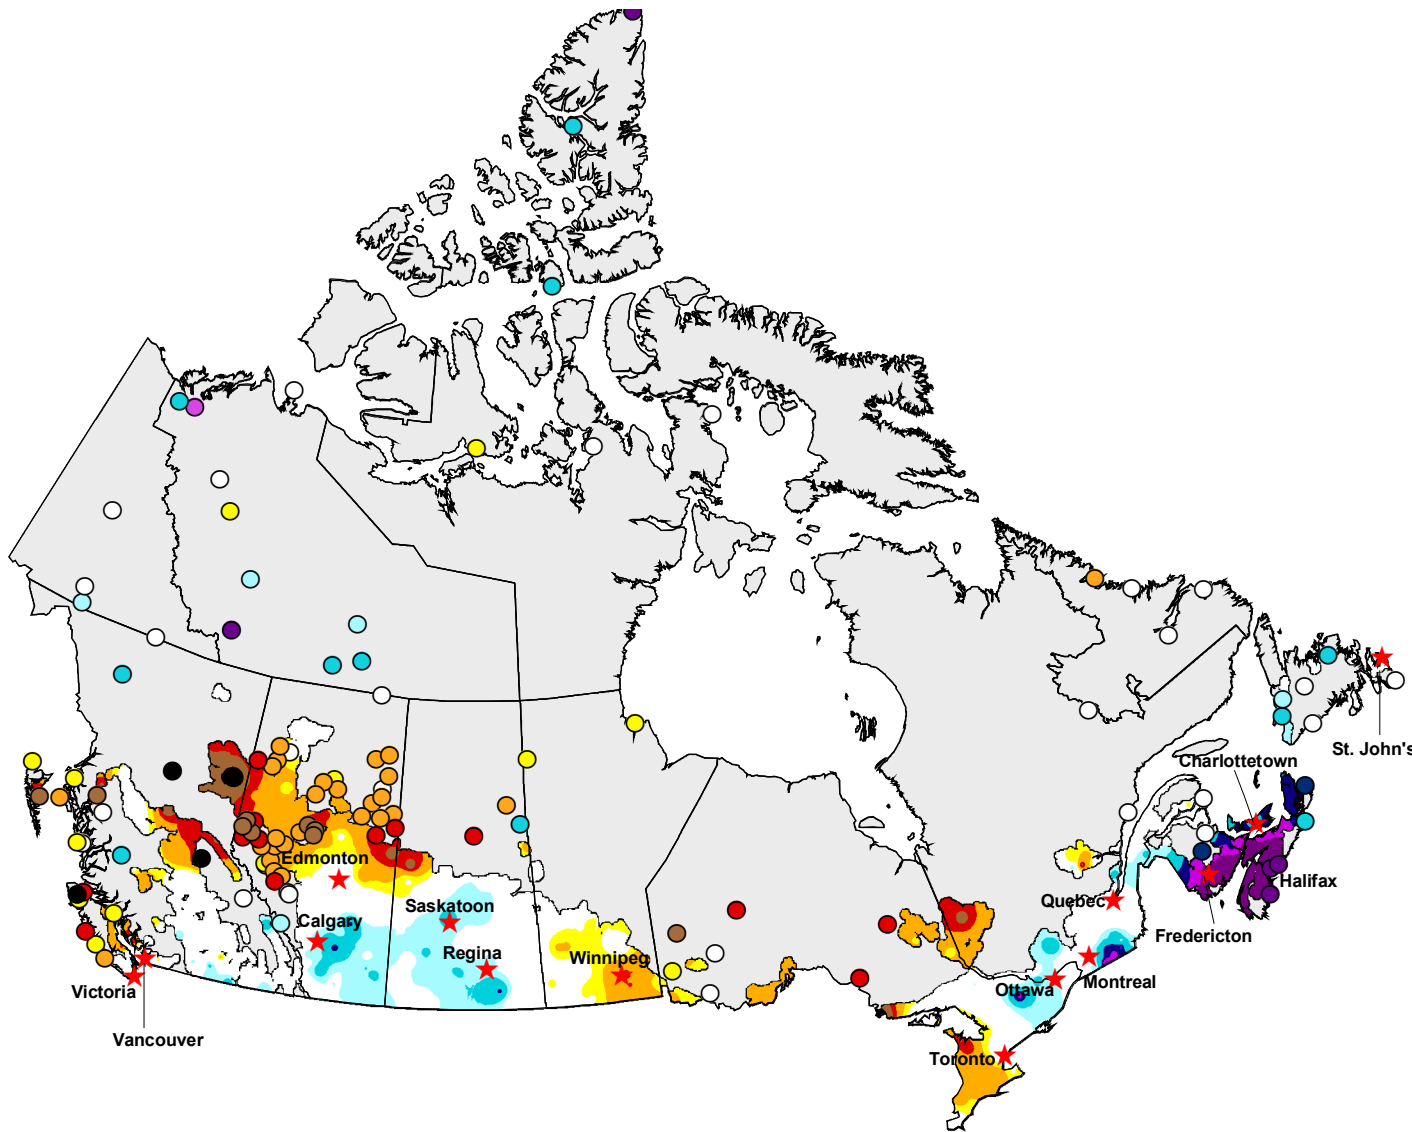 St. John's
Charlottetown
Edmonton
Halifax
Quebec
Saskatoon
Calgary
Fredericton
Regina
Winnipeg
Montreal
Victoria
Ottawa
Vancouver
Toronto